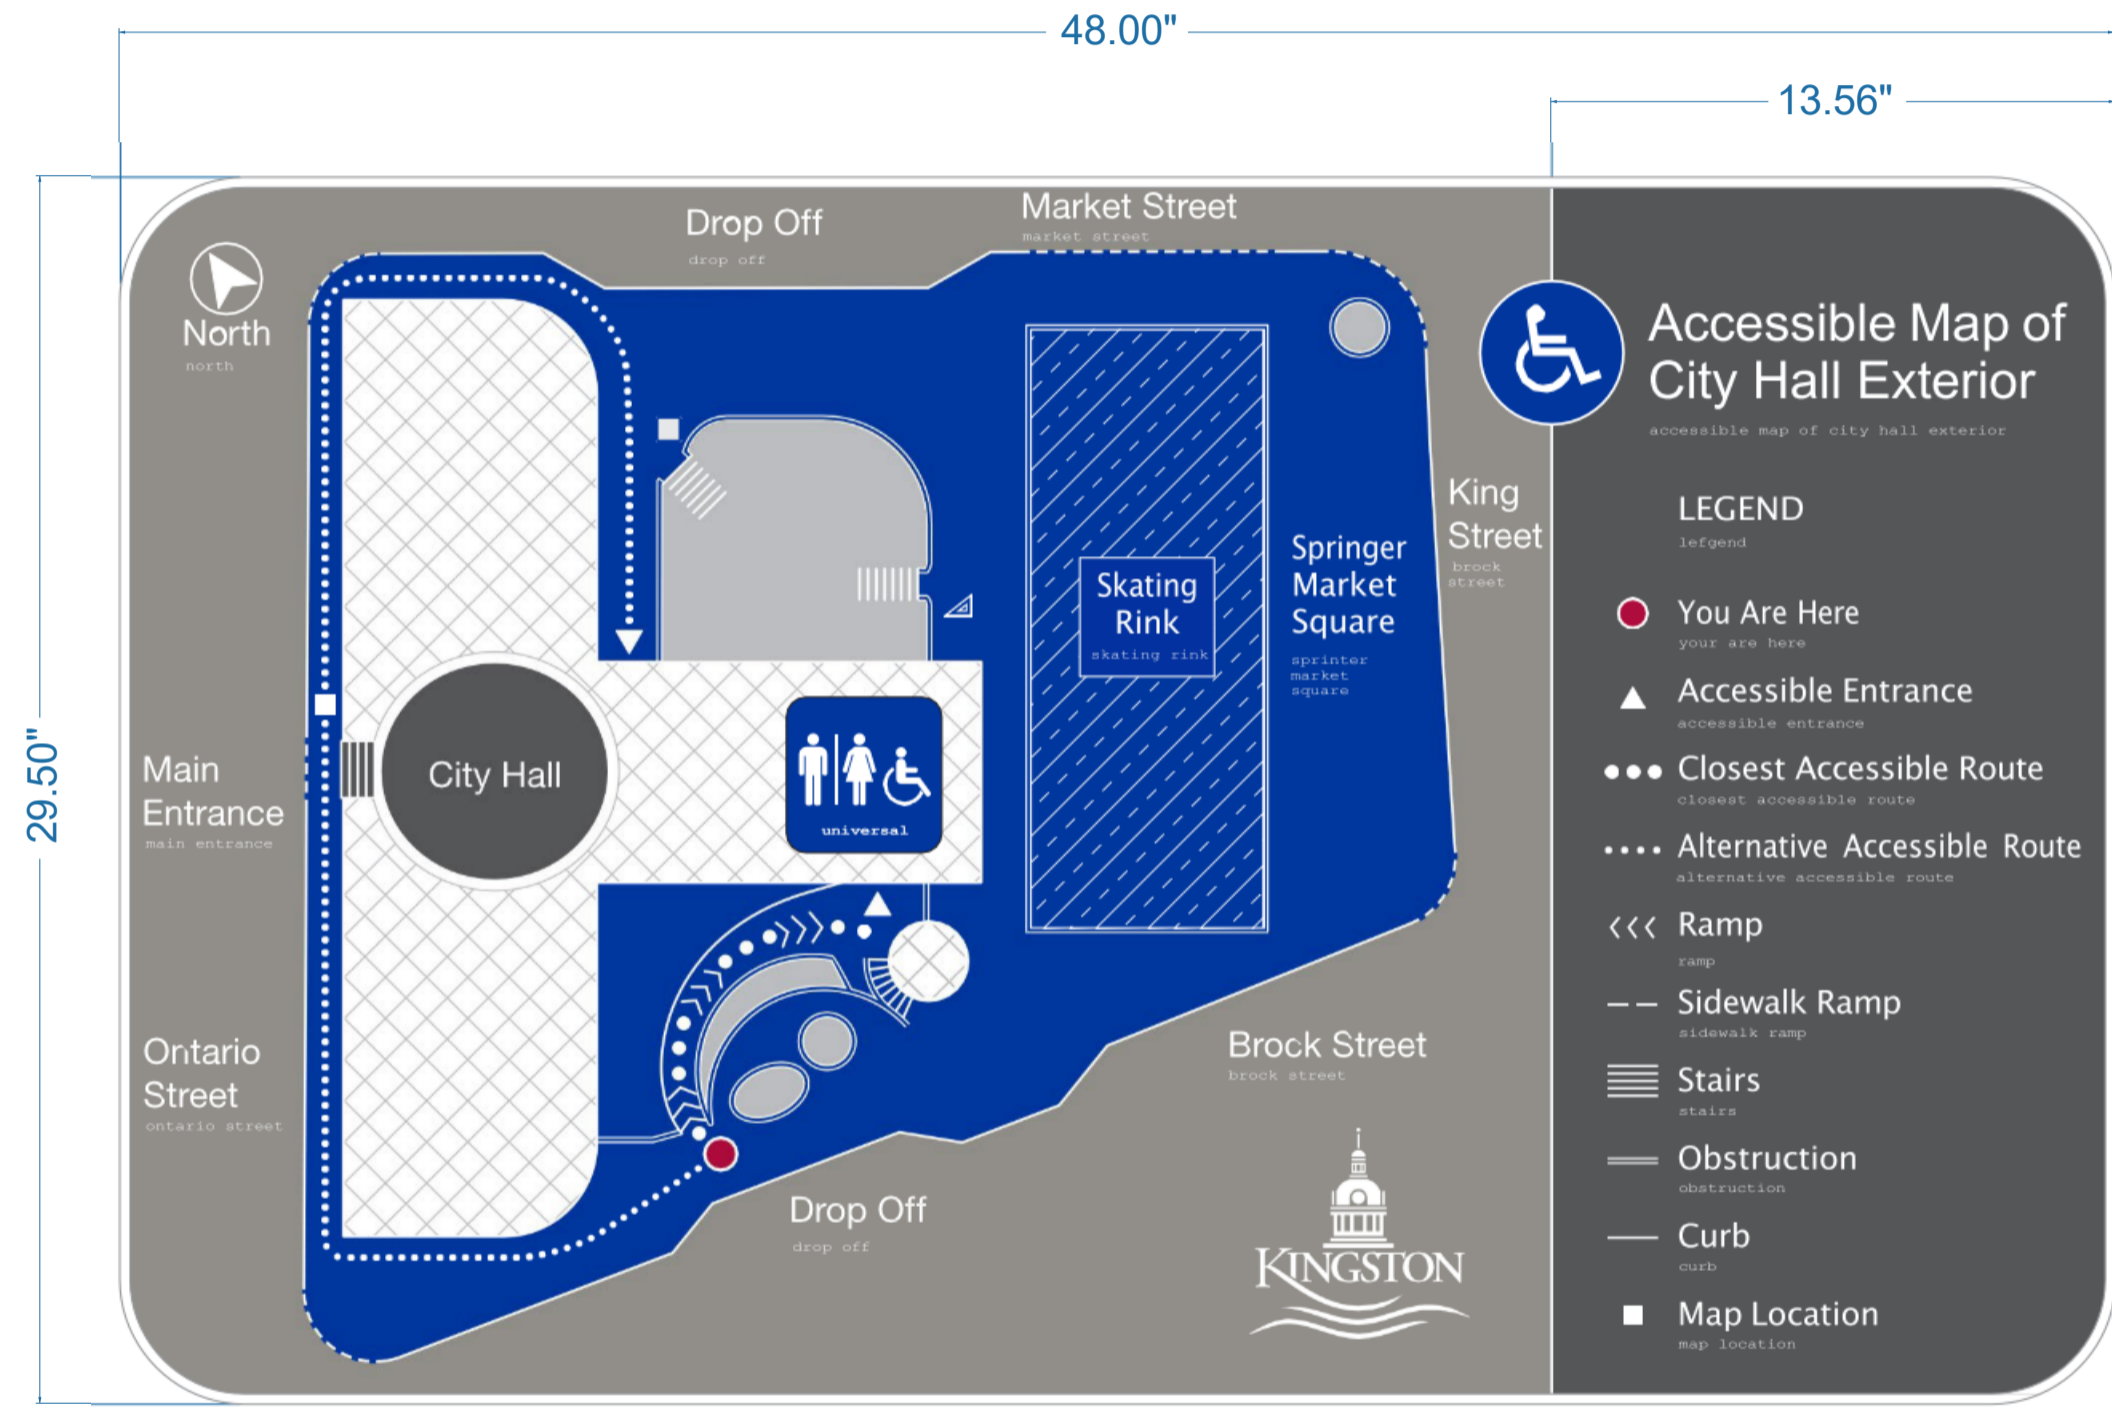 48.00"
13.56"
29.50"
Market Street
market street
Drop Off
drop off
North
north
King
Street
brock
street
Springer
Market
Square
sprinter
market
square
Skating
Rink
skating rink
City Hall
universal
Main
Entrance
main entrance
Ontario
Street
ontario street
Brock Street
brock street
Drop Off
drop off
KINGSTON
Accessible Map of
City Hall Exterior
accessible map of city hall exterior
LEGEND
lefgend
You Are Here
your are here
Accessible Entrance
accessible entrance
Closest Accessible Route
closest accessible route
Alternative Accessible Route
alternative accessible route
Ramp
ramp
Sidewalk Ramp
sidewalk ramp
Stairs
stairs
Obstruction
obstruction
Curb
curb
Map Location
map location